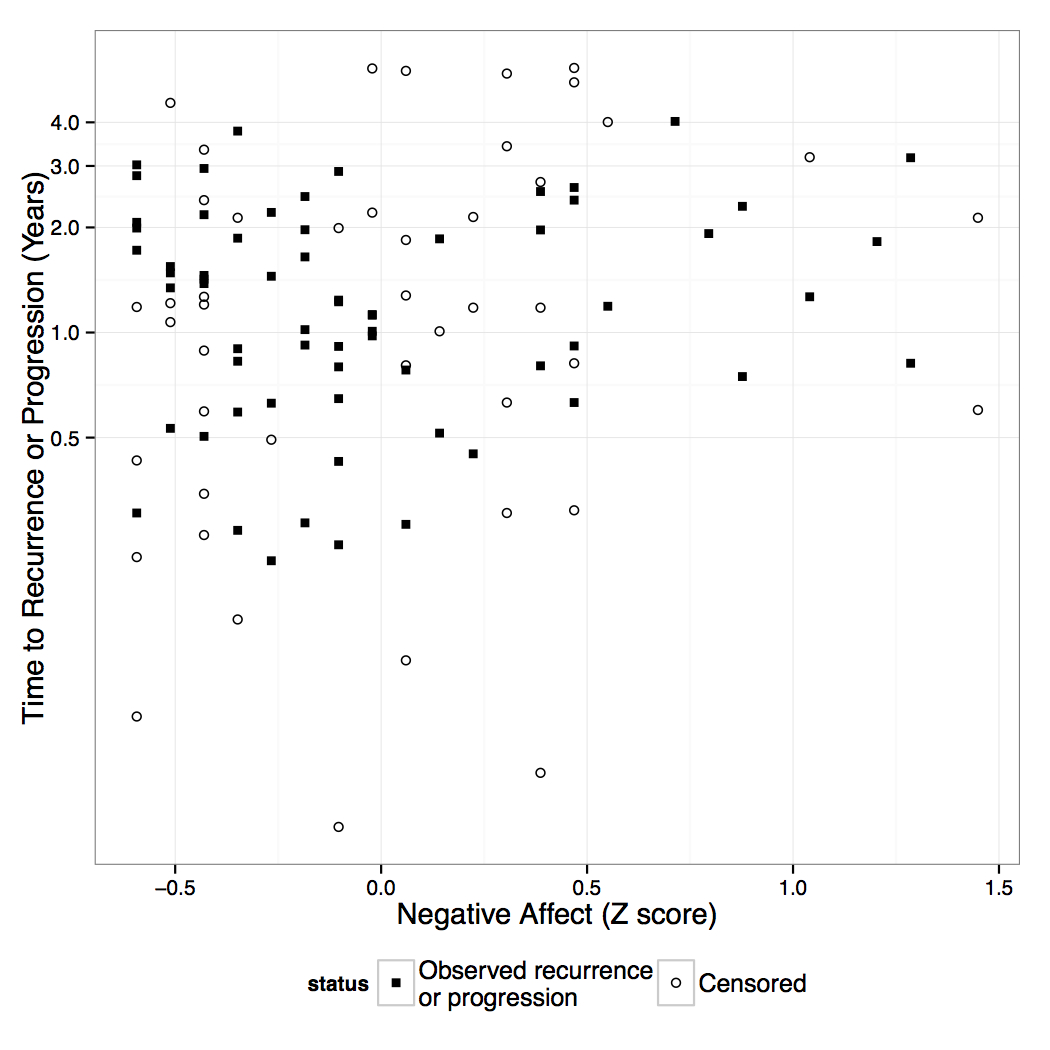 Time to Recurrence or Progression (Years)
4.0
3.0
2.0
1.0
0.5
−0.5 0.0 0.5 1.0 1.5
Negative Affect (Z score)
status Observed recurrence or progression Censored